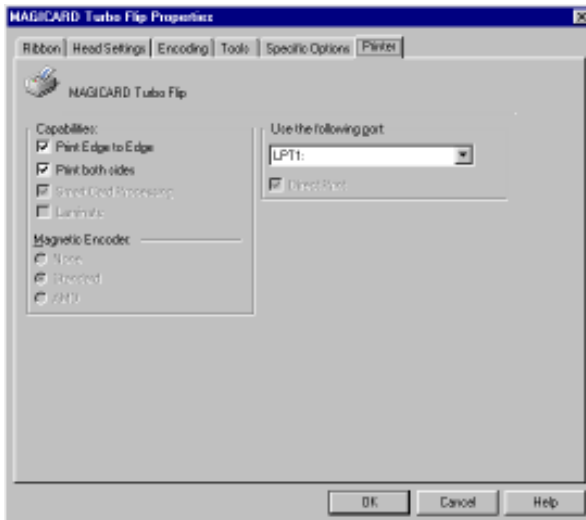 MAGICARD Turbo Flip Properties
Ribbon Head Settings Encoding Tools Specific Options Printer
MAGICARD Turbo Flip
Capabilities:
Print Edge to Edge
Print both sides
Smart Card Processing
Laminate
Magnetic Encoder:
None
Standard
Use the following port
LPT1:
Direct Print
OK Cancel Help